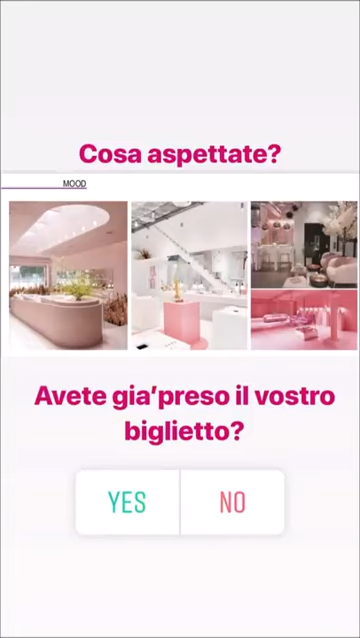 Cosa aspettate?
MOOD
Avete gia'preso il vostro
biglietto?
YES
NO